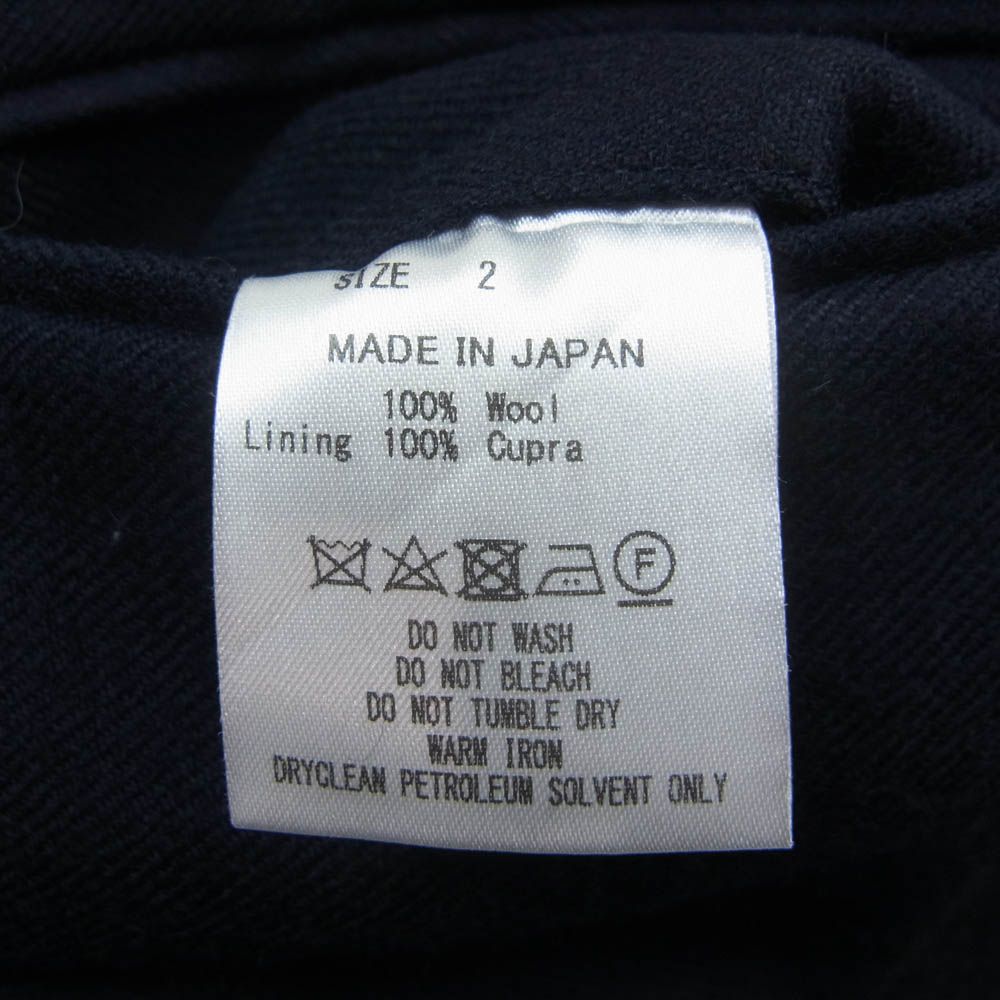 SIZE 2
MADE IN JAPAN
100% Wool
Lining 100% Cupra
F
DO NOT WASH
DO NOT BLEACH
DO NOT TUMBLE DRY
WARM IRON
DRYCLEAN PETROLEUM SOLVENT ONLY